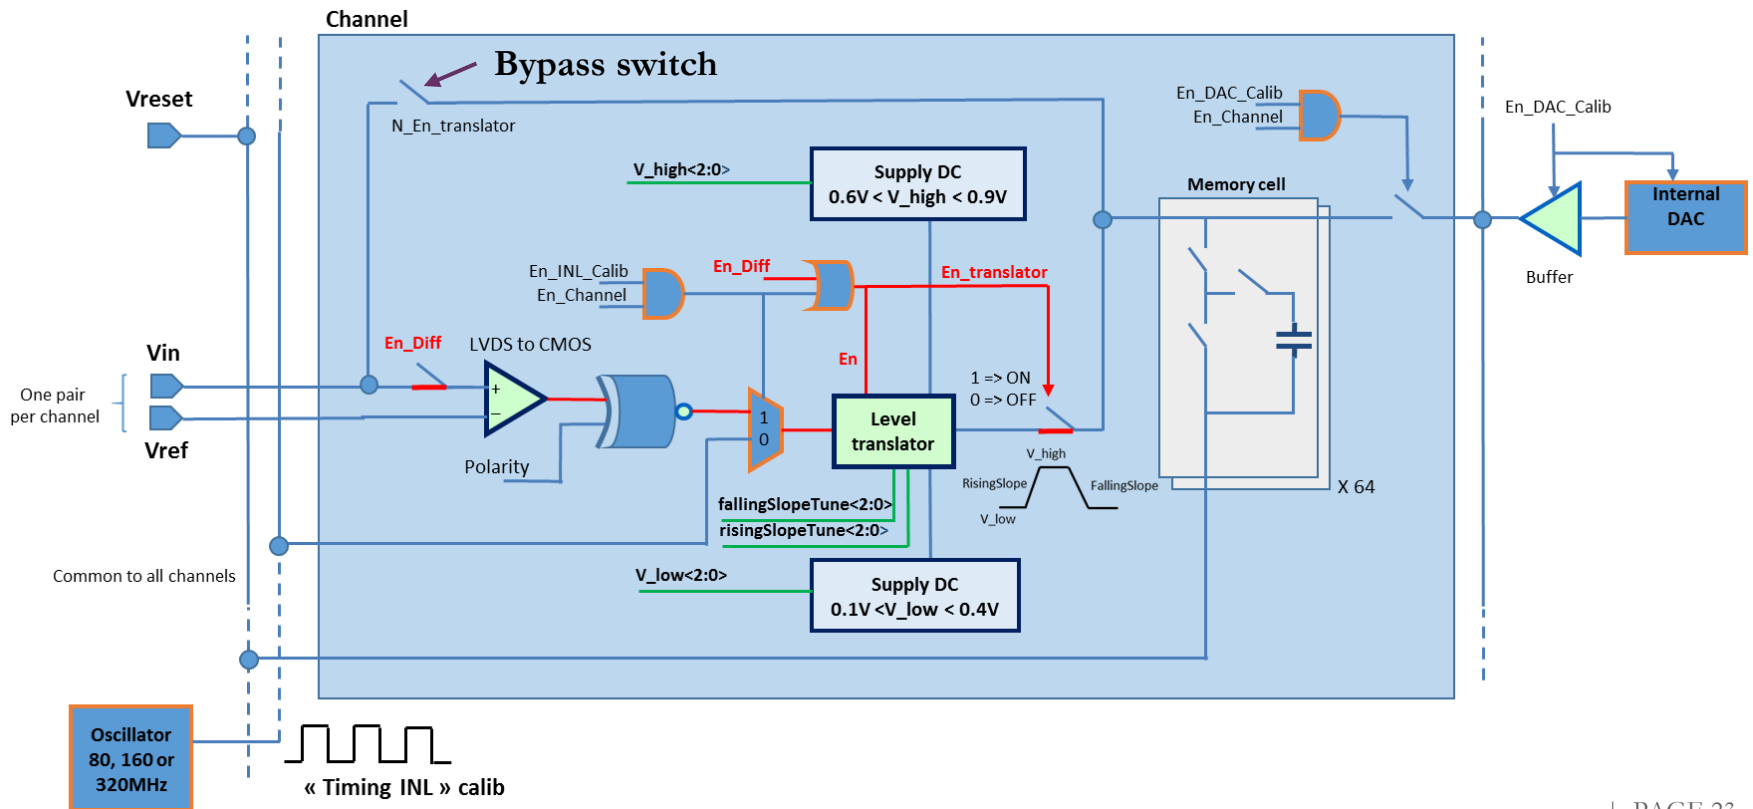 Channel
Bypass switch
Vreset
N_En_translator
En_DAC_Calib
En_Channel
En_DAC_Calib
V_high<2:0>
Supply DC
0.6V < V_high < 0.9V
Memory cell
Internal
DAC
Buffer
En_INL_Calib
En_Channel
En_Diff
En_translator
En_Diff
LVDS to CMOS
En
Vin
One pair
per channel
Vref
+
−
1
0
Polarity
Level
translator
1 => ON
0 => OFF
V_high
RisingSlope
FallingSlope
V_low
X 64
fallingSlopeTune<2:0>
risingSlopeTune<2:0>
Common to all channels
V_low<2:0>
Supply DC
0.1V <V_low < 0.4V
Oscillator
80, 160 or
320MHz
« Timing INL » calib
| PAGE 23